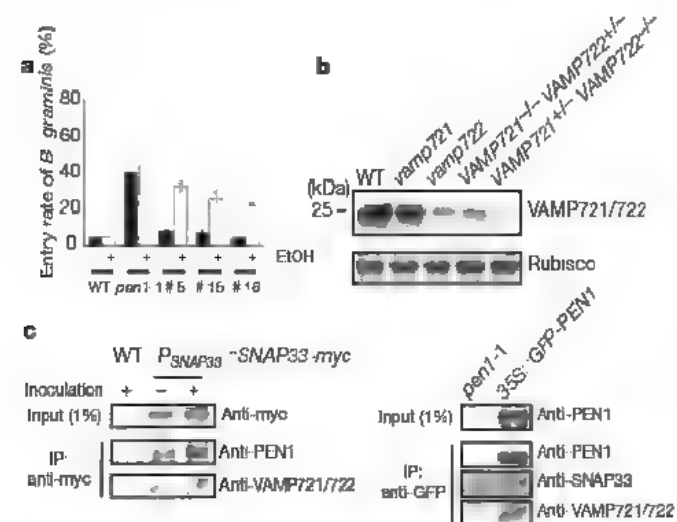 a
Entry rate of B. graminis (%)
80
60
40
20
0
+ + + + + EtOH
WT pen1-1 #5 #15 #16
b
WT vamp721 vamp722 VAMP721-/- VAMP722+/- VAMP721+/- VAMP722-/-
(kDa)
25 – VAMP721/722
Rubisco
c
WT PSNAP33::SNAP33-myc
Inoculation + – +
Input (1%) Anti-myc
IP: anti-myc
Anti-PEN1
Anti-VAMP721/722
pen1-1 35S::GFP-PEN1
Input (1%) Anti-PEN1
IP: anti-GFP
Anti-PEN1
Anti-SNAP33
Anti-VAMP721/722